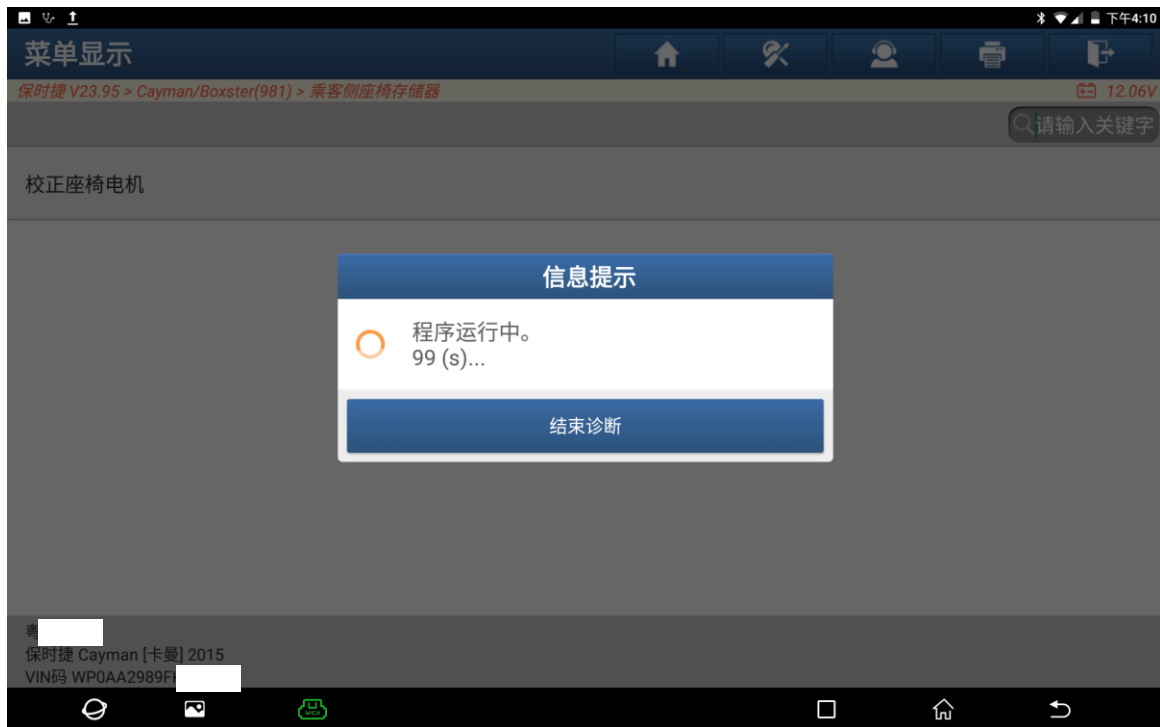 下午4:10
菜单显示
保时捷 V23.95 > Cayman/Boxster(981) > 乘客侧座椅存储器
12.06V
请输入关键字
校正座椅电机
信息提示
程序运行中。
99 (s)...
结束诊断
粤
保时捷 Cayman [卡曼] 2015
VIN码 WP0AA2989F
VCI